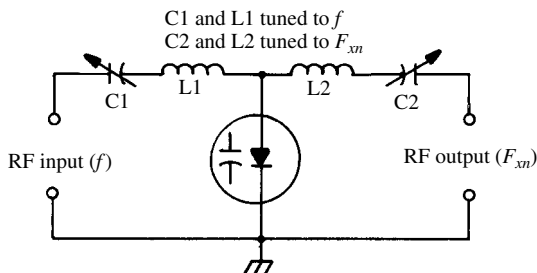 C1 and L1 tuned to f
C2 and L2 tuned to Fxn
C1
L1
L2
C2
RF input (f)
RF output (Fxn)